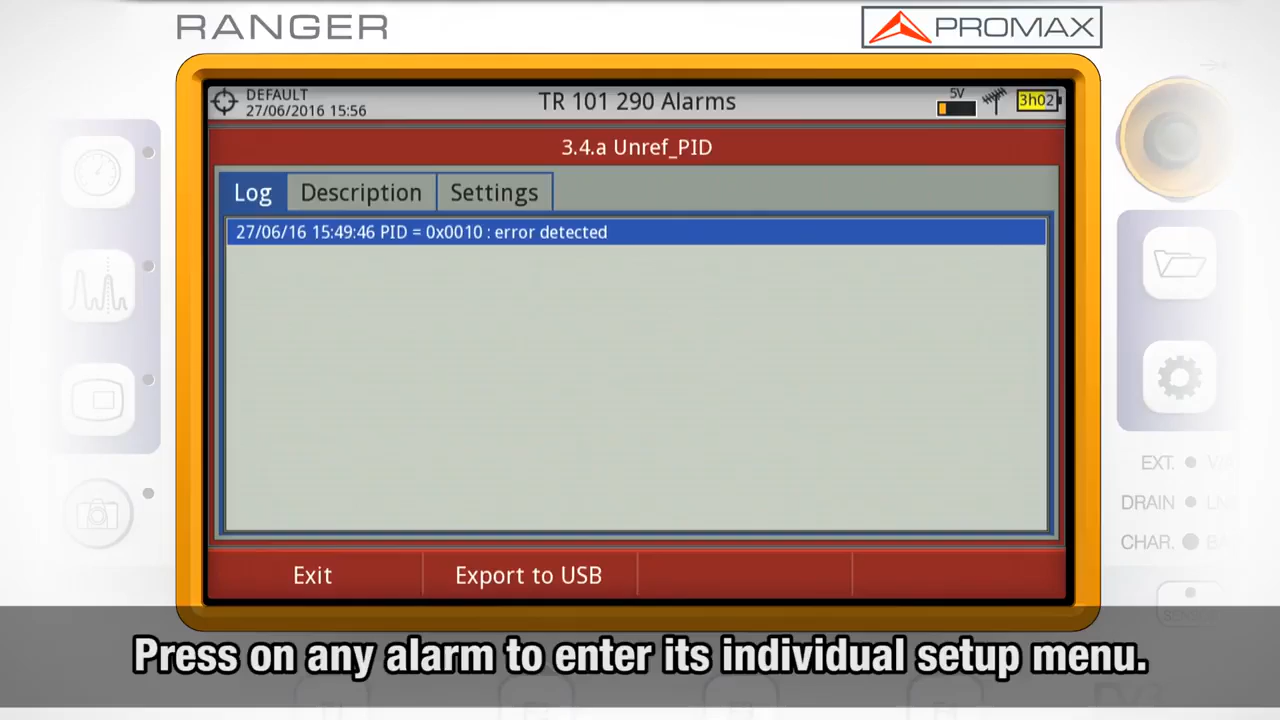 RANGER
PROMAX
DEFAULT
27/06/2016 15:56
TR 101 290 Alarms
5V
3h02
3.4.a Unref_PID
Log
Description
Settings
27/06/16 15:49:46 PID = 0x0010 : error detected
EXT.
DRAIN
CHAR.
Exit
Export to USB
Press on any alarm to enter its individual setup menu.